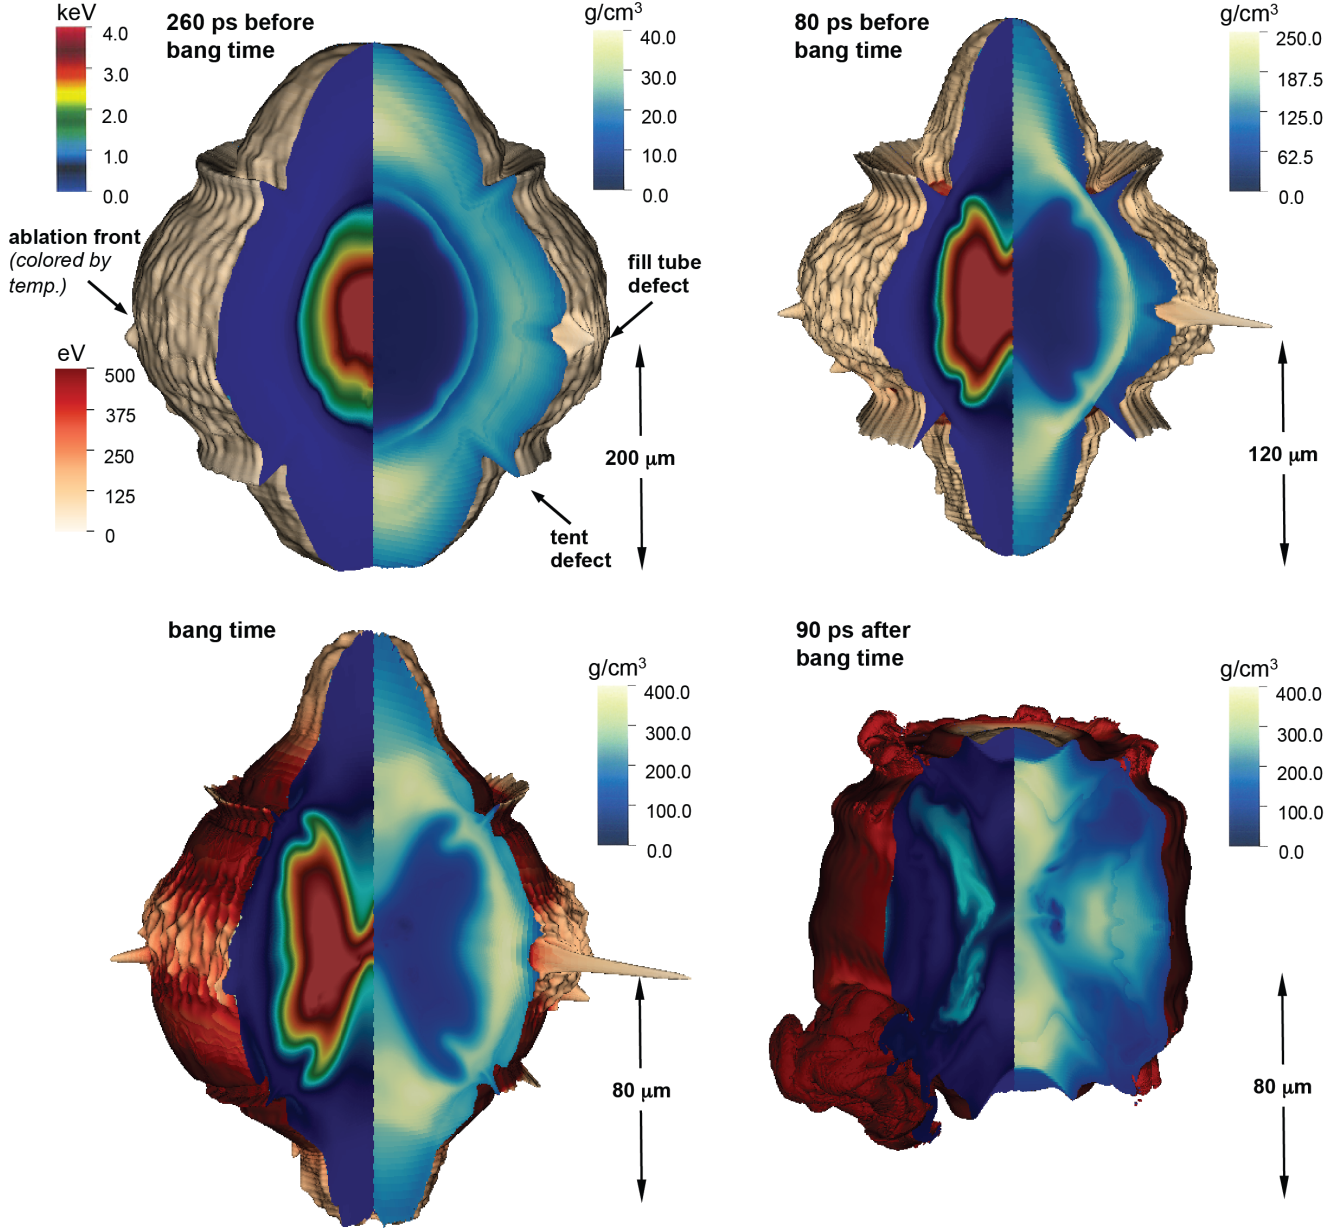 keV
4.0
3.0
2.0
1.0
0.0
260 ps before
bang time
g/cm3
40.0
30.0
20.0
10.0
0.0
ablation front
(colored by
temp.)
eV
500
375
250
125
0
fill tube
defect
200 μm
tent
defect
80 ps before
bang time
g/cm3
250.0
187.5
125.0
62.5
0.0
120 μm
bang time
g/cm3
400.0
300.0
200.0
100.0
0.0
80 μm
90 ps after
bang time
g/cm3
400.0
300.0
200.0
100.0
0.0
80 μm